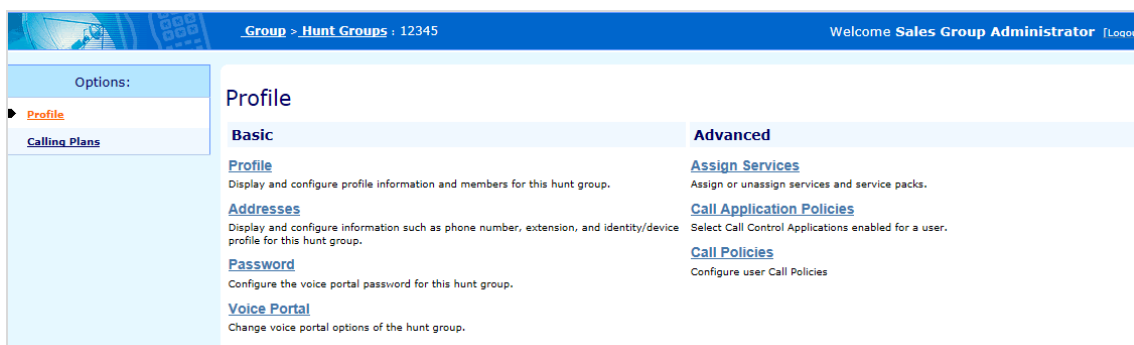 Group > Hunt Groups : 12345
Welcome Sales Group Administrator [Logou
Options:
Profile
Calling Plans
Profile
Basic
Profile
Display and configure profile information and members for this hunt group.
Addresses
Display and configure information such as phone number, extension, and identity/device
profile for this hunt group.
Password
Configure the voice portal password for this hunt group.
Voice Portal
Change voice portal options of the hunt group.
Advanced
Assign Services
Assign or unassign services and service packs.
Call Application Policies
Select Call Control Applications enabled for a user.
Call Policies
Configure user Call Policies